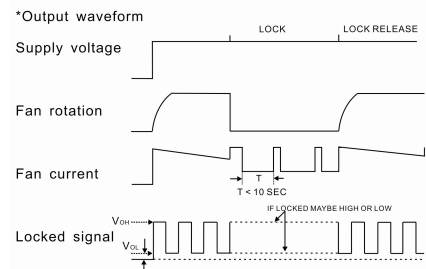 *Output waveform
LOCK
LOCK RELEASE
Supply voltage
Fan rotation
Fan current
T
T < 10 SEC
IF LOCKED MAYBE HIGH OR LOW
VOH
Locked signal
VOL